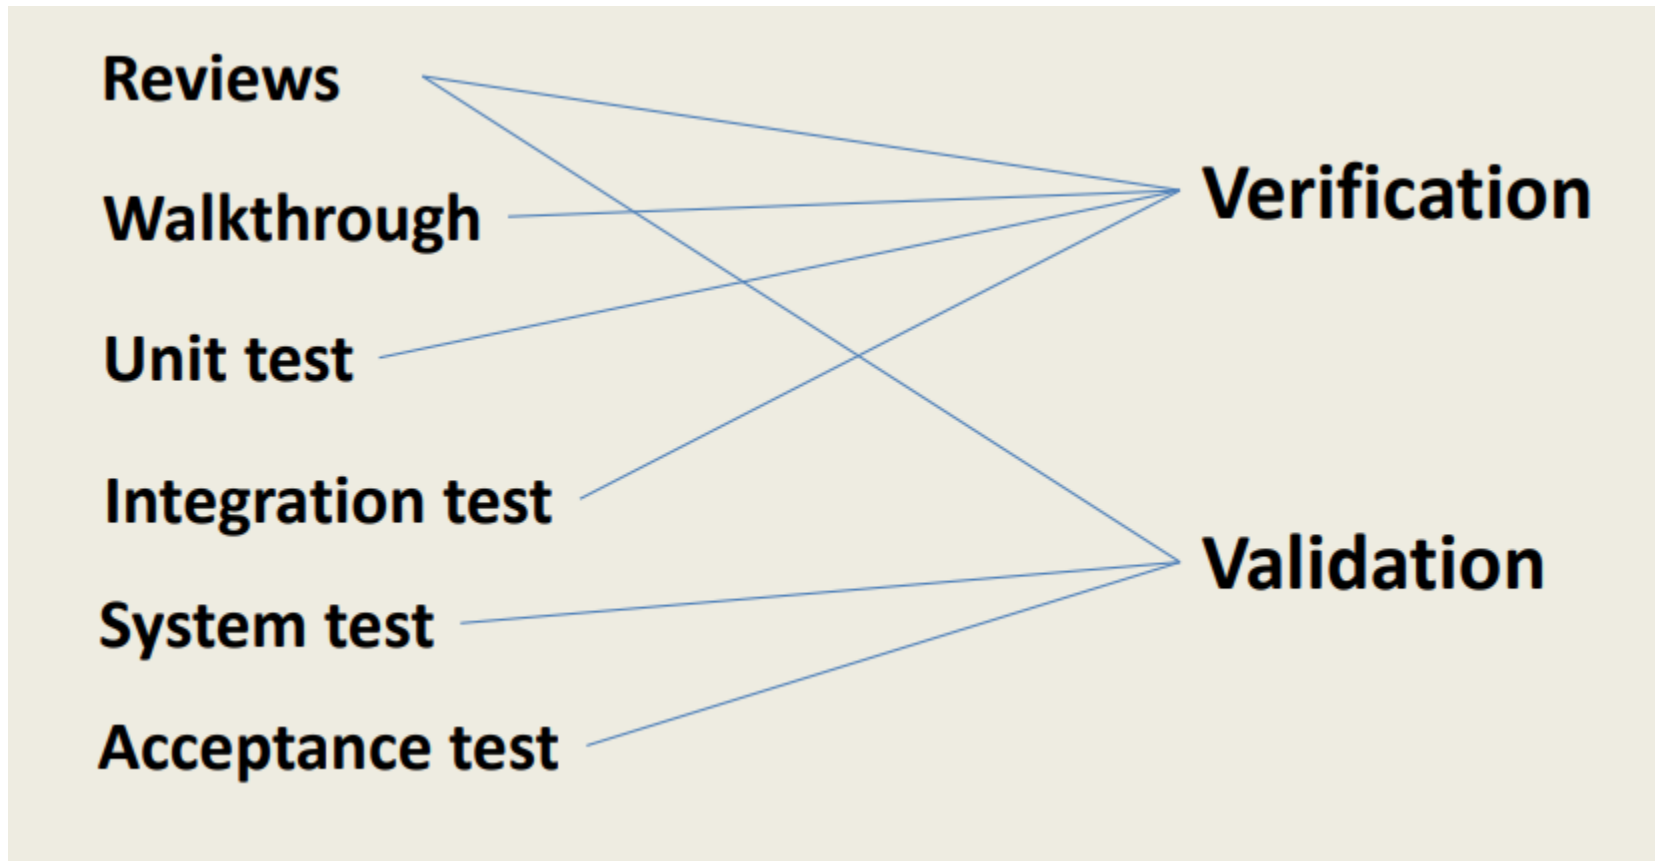 Reviews
Walkthrough
Unit test
Integration test
System test
Acceptance test
Verification
Validation